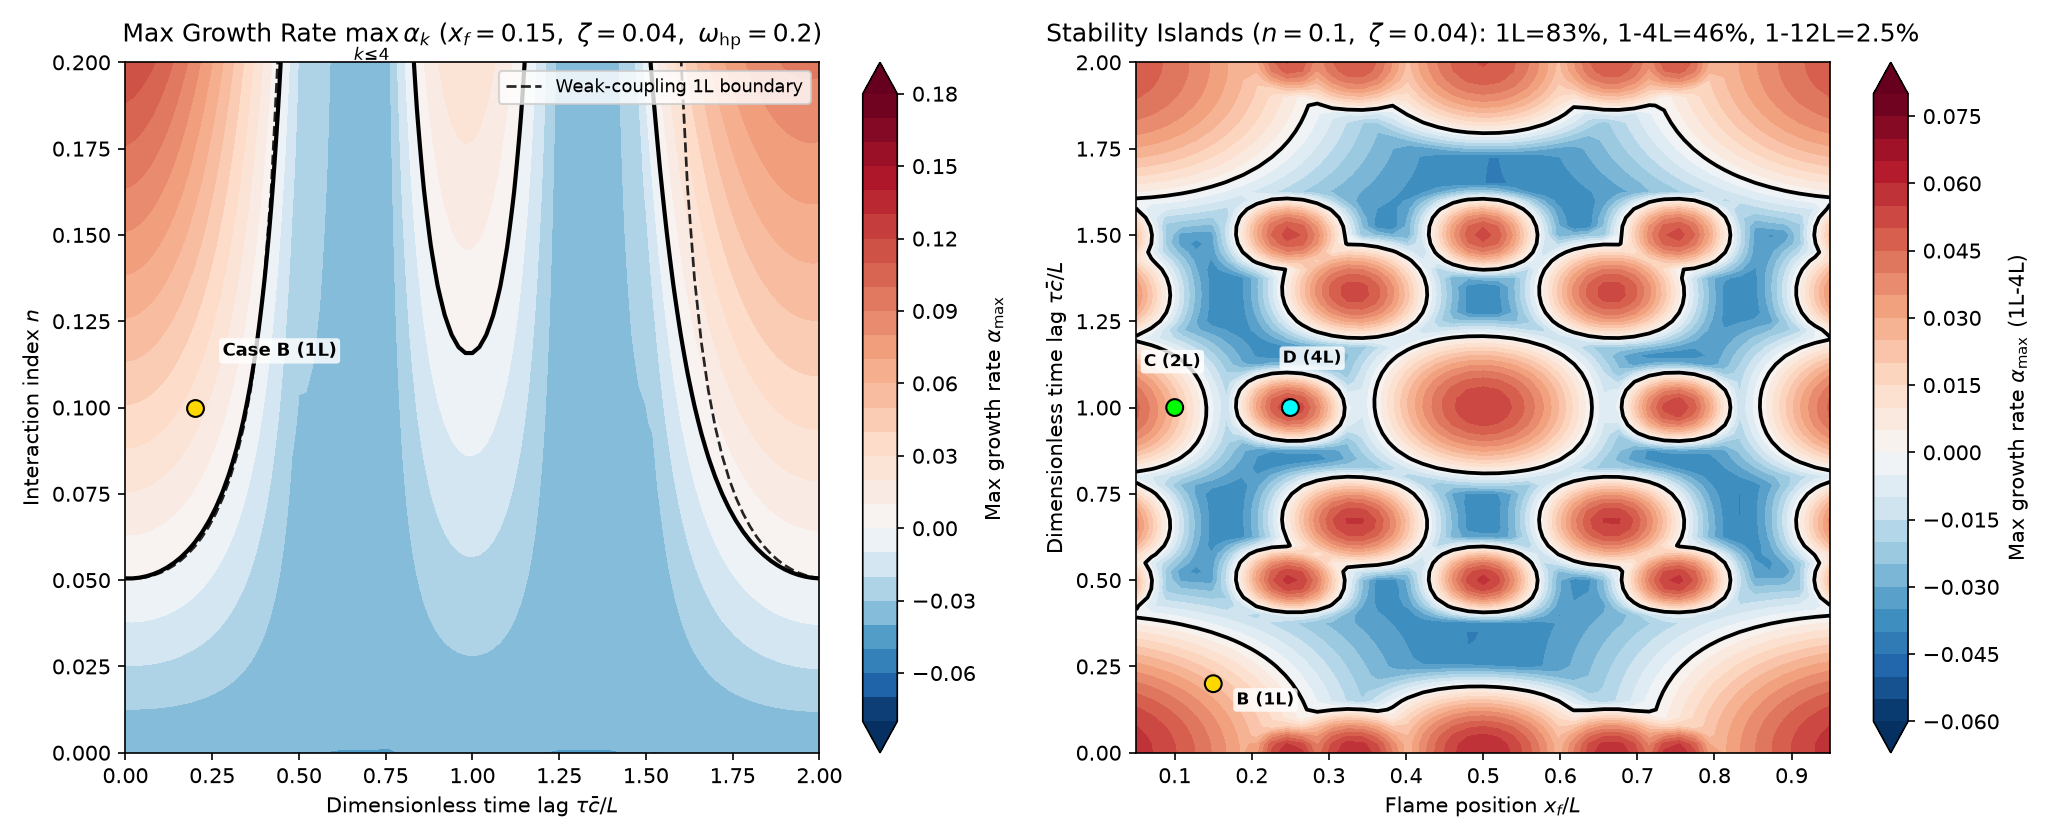 Max Growth Rate max α_k (x_f = 0.15, ζ = 0.04, ω_hp = 0.2)
k≤4
Weak-coupling 1L boundary
Case B (1L)
0.200
0.175
0.150
0.125
0.100
0.075
0.050
0.025
0.000
Interaction index n
0.00 0.25 0.50 0.75 1.00 1.25 1.50 1.75 2.00
Dimensionless time lag τc̄/L
0.18
0.15
0.12
0.09
0.06
0.03
0.00
−0.03
−0.06
Max growth rate α_max
Stability Islands (n = 0.1, ζ = 0.04): 1L=83%, 1-4L=46%, 1-12L=2.5%
2.00
1.75
1.50
1.25
1.00
0.75
0.50
0.25
0.00
Dimensionless time lag τc̄/L
C (2L)
D (4L)
B (1L)
0.1 0.2 0.3 0.4 0.5 0.6 0.7 0.8 0.9
Flame position x_f/L
0.075
0.060
0.045
0.030
0.015
0.000
−0.015
−0.030
−0.045
−0.060
Max growth rate α_max (1L-4L)